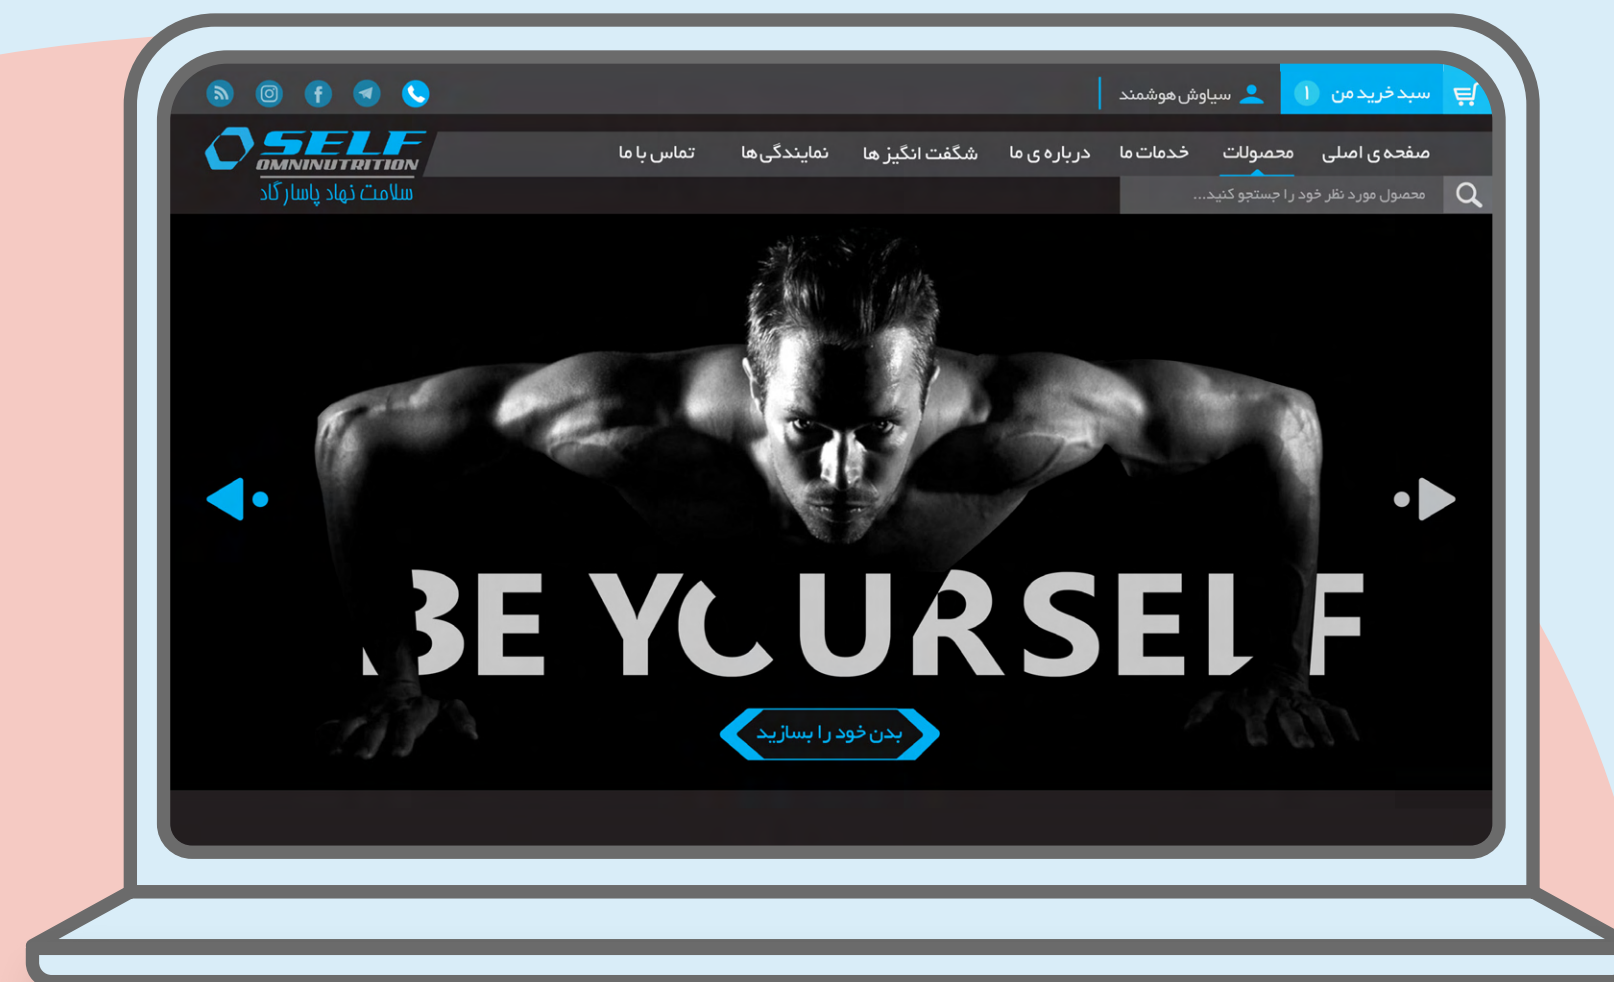 سبد خرید من ۱
سیاوش هوشمند
SELF
OMNINUTRITION
سلامت نهاد پاسارگاد
صفحه ی اصلی
محصولات
خدمات ما
درباره ی ما
شگفت انگیز ها
نمایندگی ها
تماس با ما
محصول مورد نظر خود را جستجو کنید...
BE YOURSELF
بدن خود را بسازید